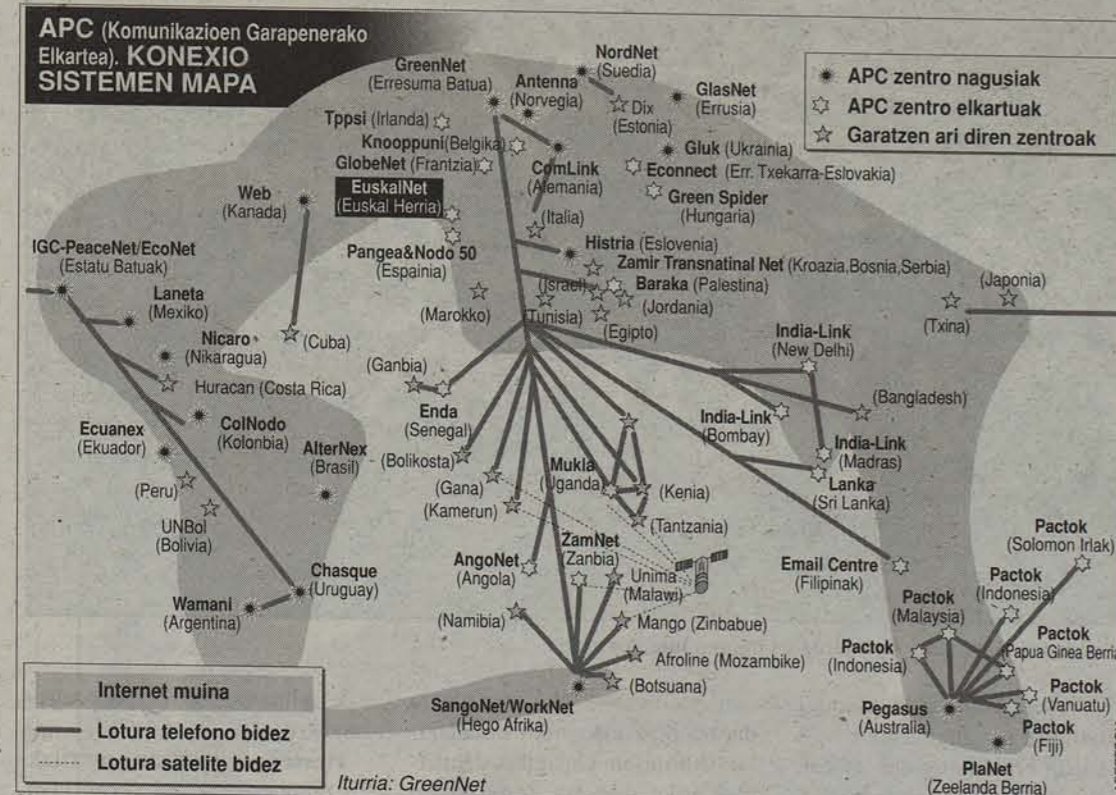 APC (Komunikazioen Garapenerako
Elkartea). KONEXIO
SISTEMEN MAPA
APC zentro nagusiak
APC zentro elkartuak
Garatzen ari diren zentroak
NordNet
(Suedia)
GreenNet
(Erresuma Batua)
Antenna
(Norvegia)
GlasNet
(Errusia)
Dix
(Estonia)
Tppsi (Irlanda)
Knooppuni (Belgika)
GlobeNet (Frantzia)
Gluk (Ukrainia)
ComLink
(Alemania)
Econnect (Err. Txekarra-Eslovakia)
Green Spider
(Hungaria)
EuskalNet
(Euskal Herria)
Web
(Kanada)
(Italia)
Pangea&Nodo 50
(Espainia)
Histria (Eslovenia)
Zamir Transnatinal Net (Kroazia,Bosnia,Serbia)
IGC-PeaceNet/EcoNet
(Estatu Batuak)
(Israel)
Baraka (Palestina)
(Japonia)
(Jordania)
Laneta
(Mexiko)
(Marokko)
(Tunisia)
(Egipto)
(Txina)
Nicaro
(Nikaragua)
(Cuba)
India-Link
(New Delhi)
(Ganbia)
Huracan (Costa Rica)
Enda
(Senegal)
(Bangladesh)
India-Link
(Bombay)
Ecuanex
(Ekuador)
ColNodo
(Kolonbia)
AlterNex
(Brasil)
(Bolikosta)
India-Link
(Madras)
Mukla
(Uganda)
Lanka
(Sri Lanka)
(Peru)
(Gana)
(Kenia)
(Kamerun)
(Tantzania)
UNBol
(Bolivia)
Pactok
(Solomon Irlak)
ZamNet
(Zanbia)
AngoNet
(Angola)
Unima
(Malawi)
Email Centre
(Filipinak)
Pactok
(Indonesia)
Chasque
(Uruguay)
Wamani
(Argentina)
Pactok
(Malaysia)
(Namibia)
Mango (Zinbabue)
Pactok
(Papua Ginea Berria)
Pactok
(Indonesia)
Afroline (Mozambike)
(Botsuana)
Pactok
(Vanuatu)
SangoNet/WorkNet
(Hego Afrika)
Pegasus
(Australia)
Pactok
(Fiji)
PlaNet
(Zeelanda Berria)
Internet muina
Lotura telefono bidez
Lotura satelite bidez
Iturria: GreenNet